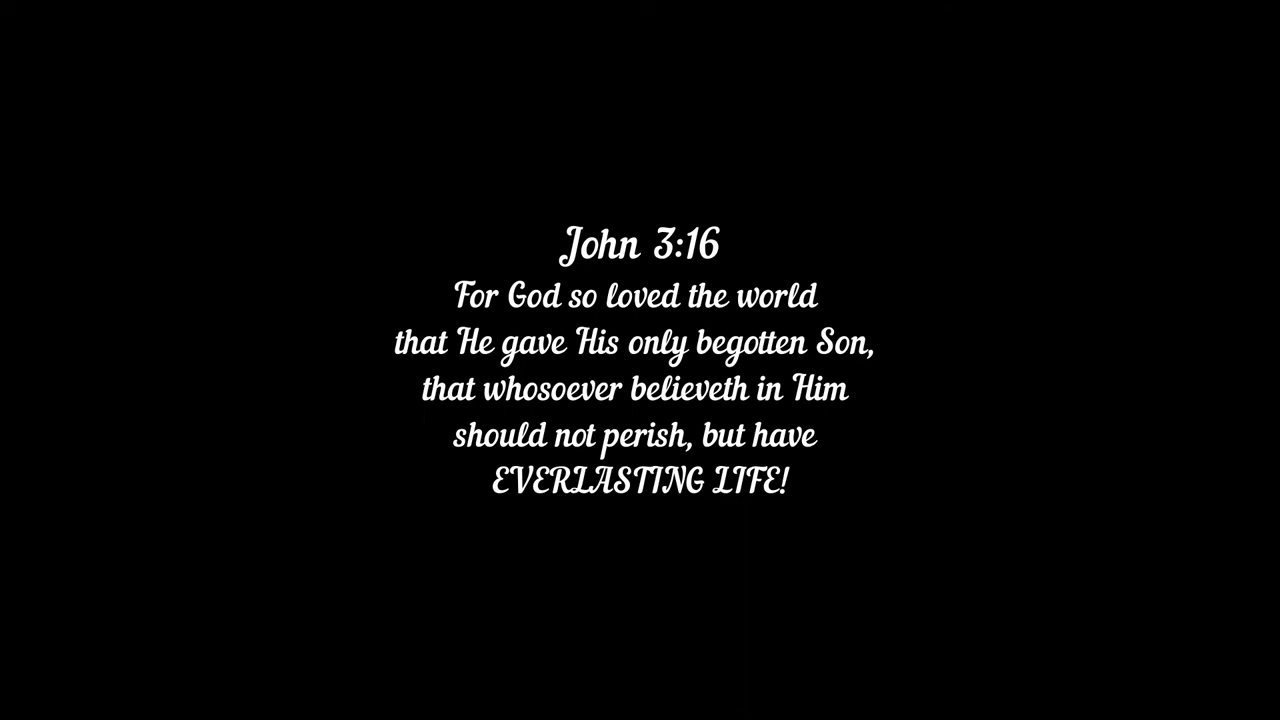 John 3:16
For God so loved the world
that He gave His only begotten Son,
that whosoever believeth in Him
should not perish, but have
EVERLASTING LIFE!